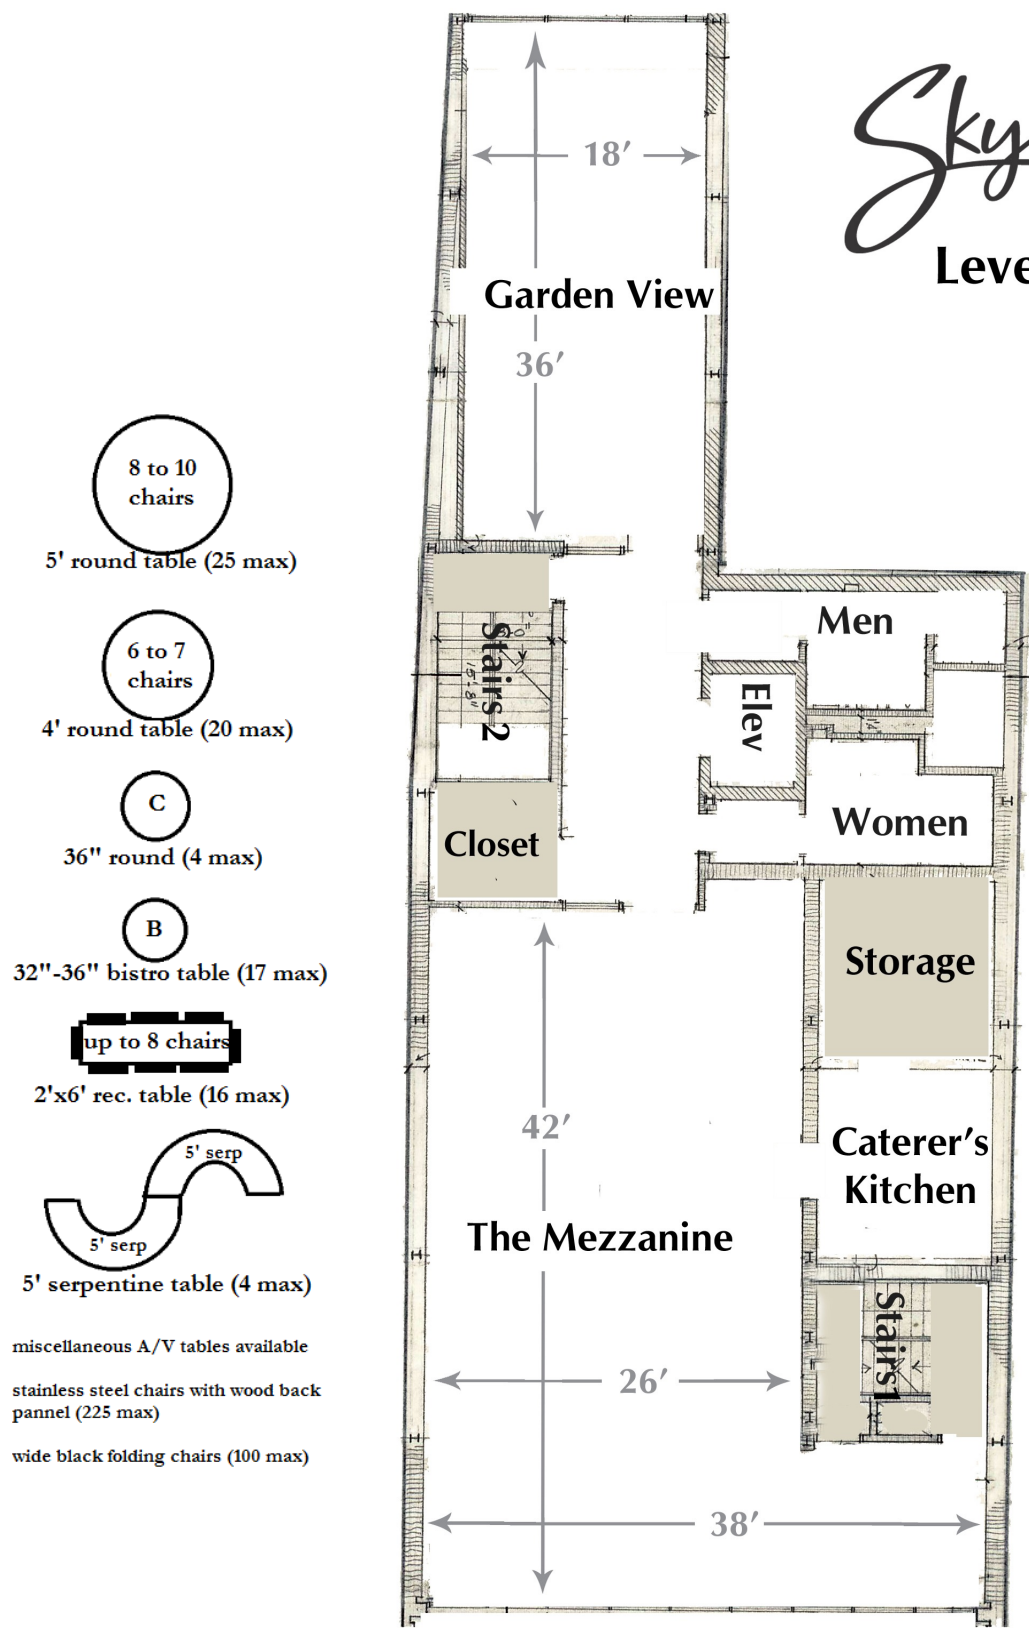 Sky
Leve
18′
Garden View
36′
8 to 10
chairs
5' round table (25 max)
6 to 7
chairs
4' round table (20 max)
C
36" round (4 max)
B
32"-36" bistro table (17 max)
up to 8 chairs
2'x6' rec. table (16 max)
5' serp
5' serp
5' serpentine table (4 max)
miscellaneous A/V tables available
stainless steel chairs with wood back
pannel (225 max)
wide black folding chairs (100 max)
Men
Stairs 2
15'-8"
Elev
Women
Closet
Storage
42′
Caterer’s
Kitchen
The Mezzanine
Stairs1
26′
38′